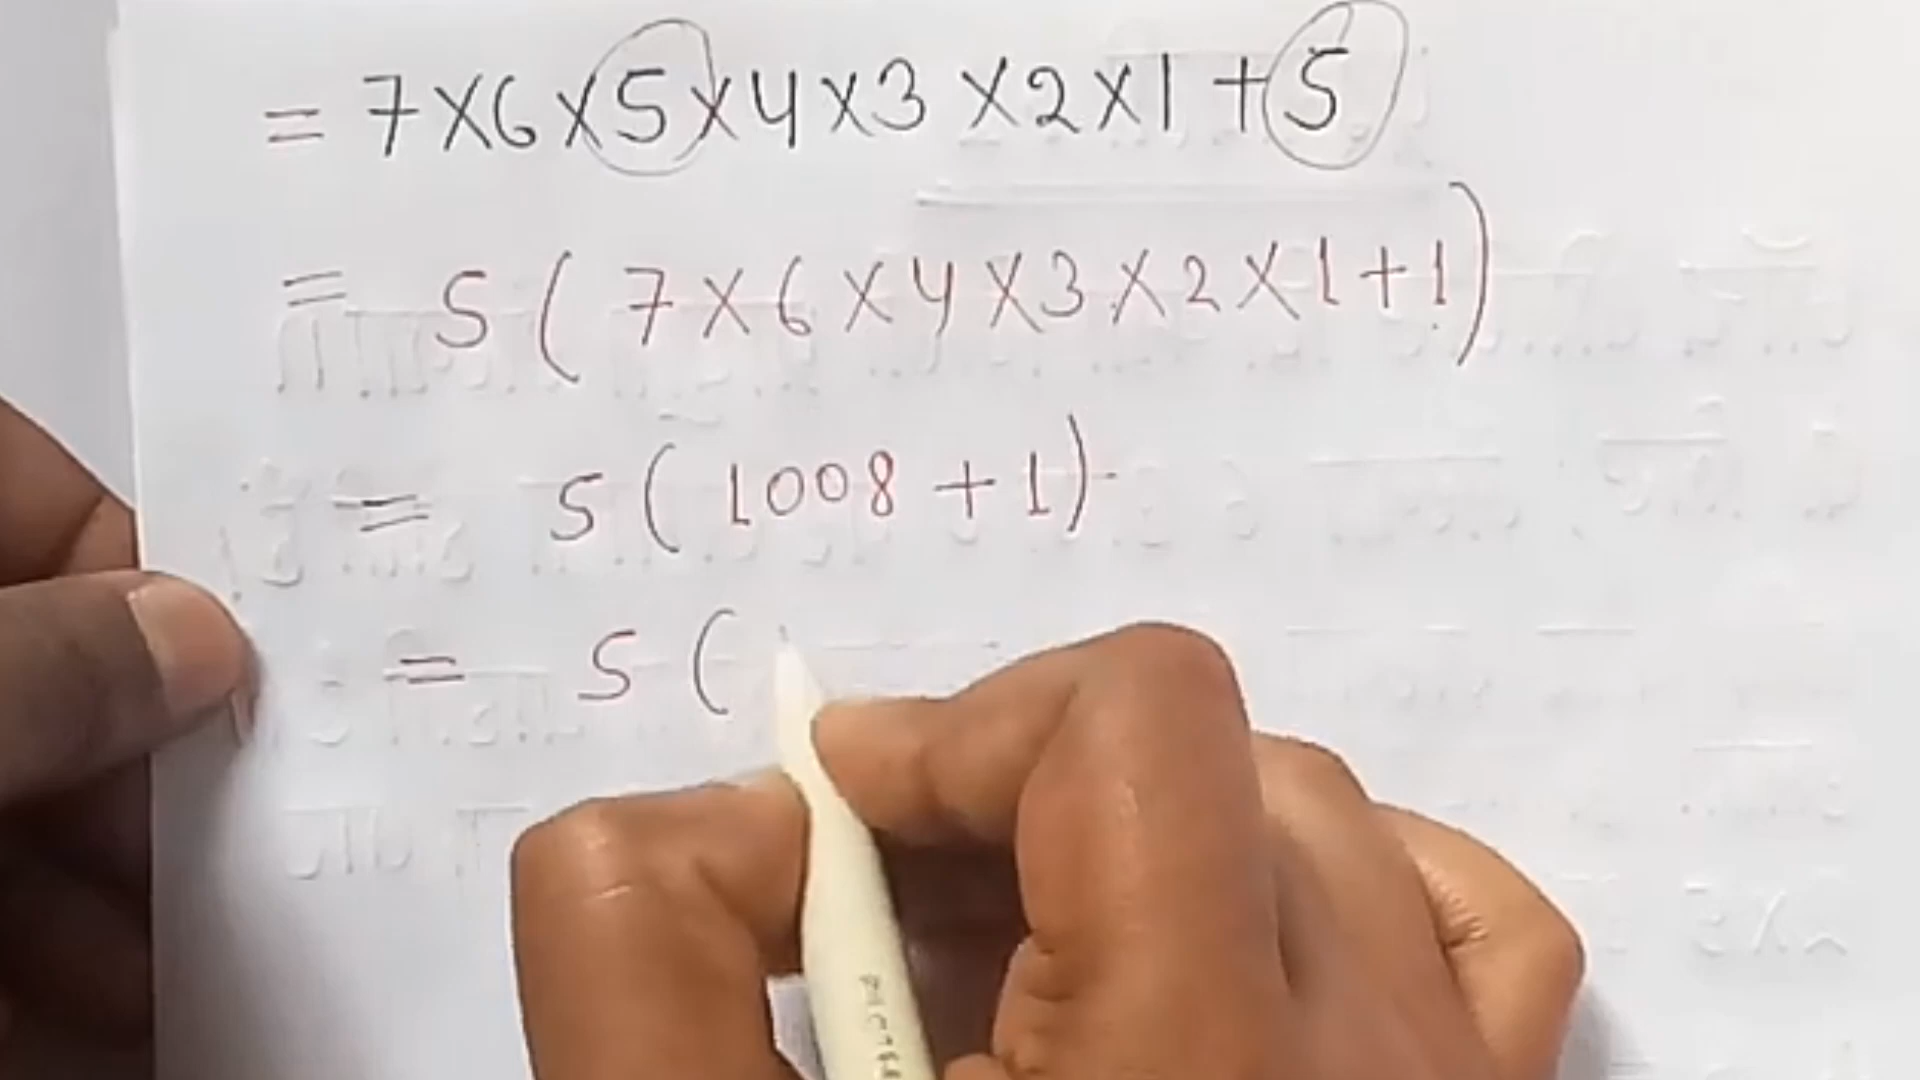 = 7×6×5×4×3×2×1+5
= 5(7×6×4×3×2×1+1)
= 5(1008+1)
= 5(